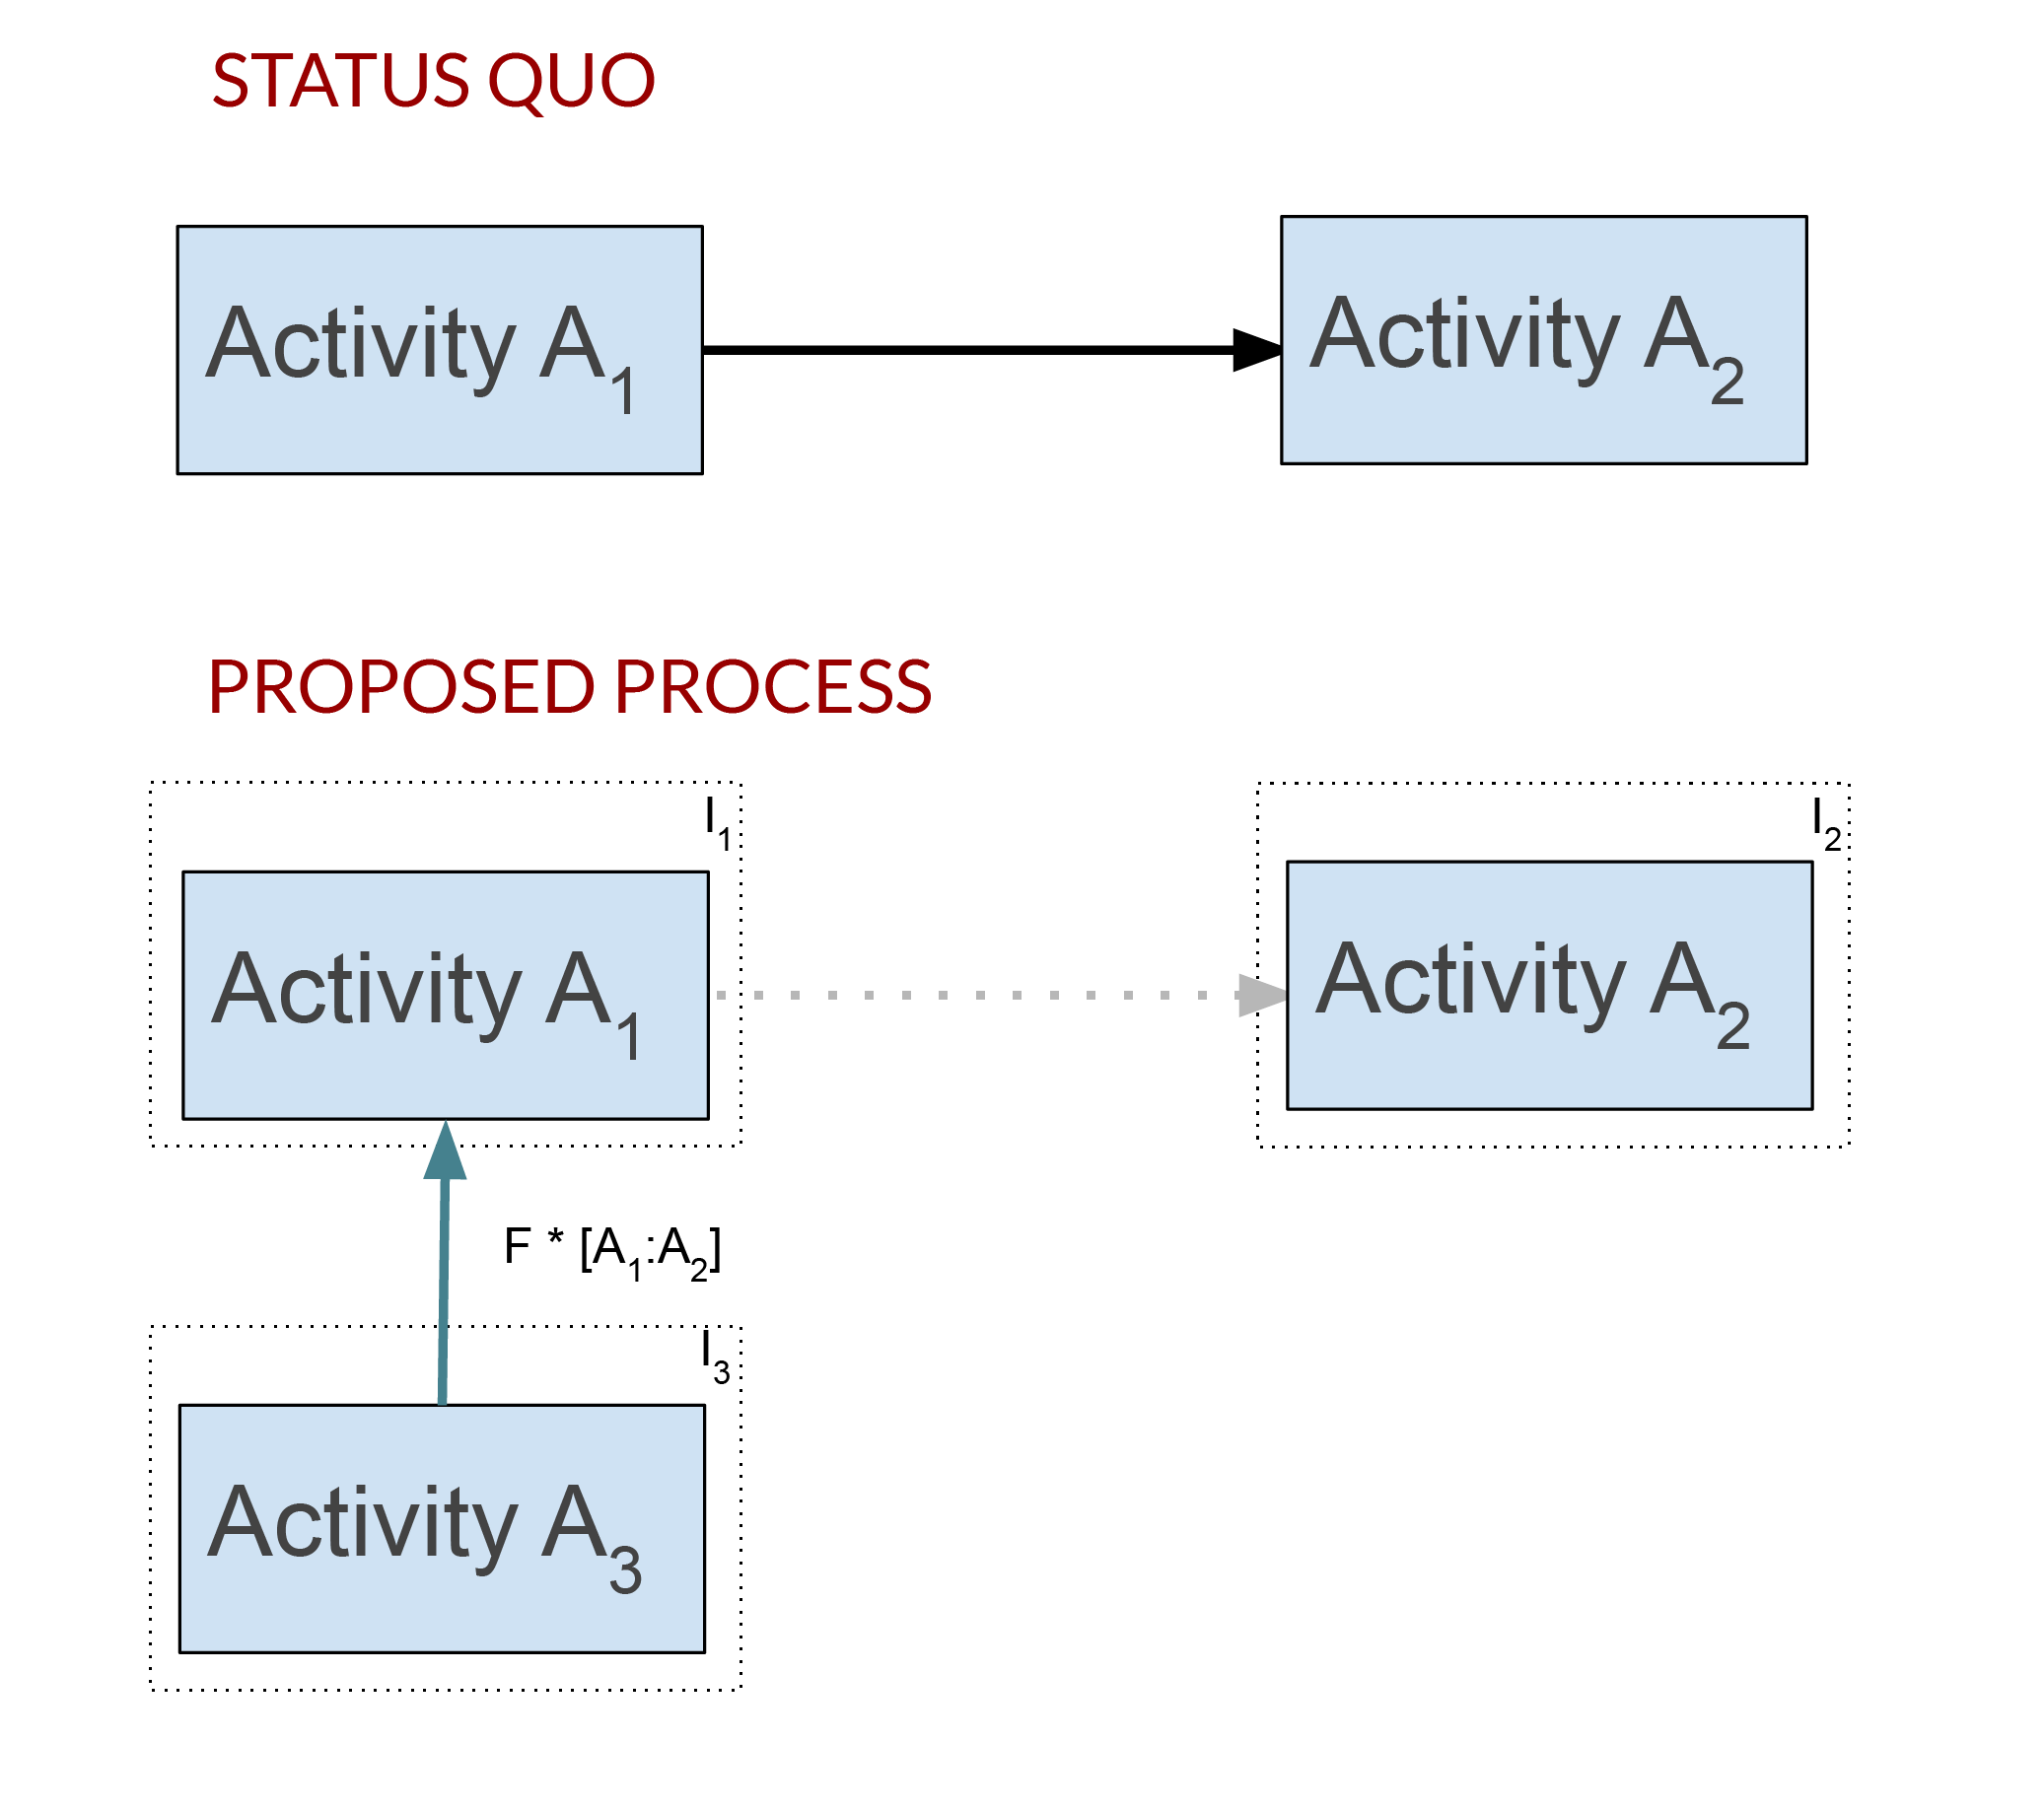 STATUS QUO
Activity A₁
Activity A₂
PROPOSED PROCESS
I₁
I₂
Activity A₁
Activity A₂
F * [A₁:A₂]
I₃
Activity A₃